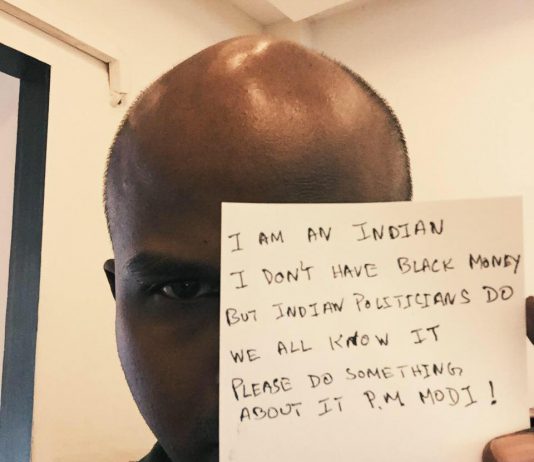 I AM AN INDIAN
I DON'T HAVE BLACK MONEY
BUT INDIAN POLITICIANS DO
WE ALL KNOW IT
PLEASE DO SOMETHING
ABOUT IT P.M. MODI!